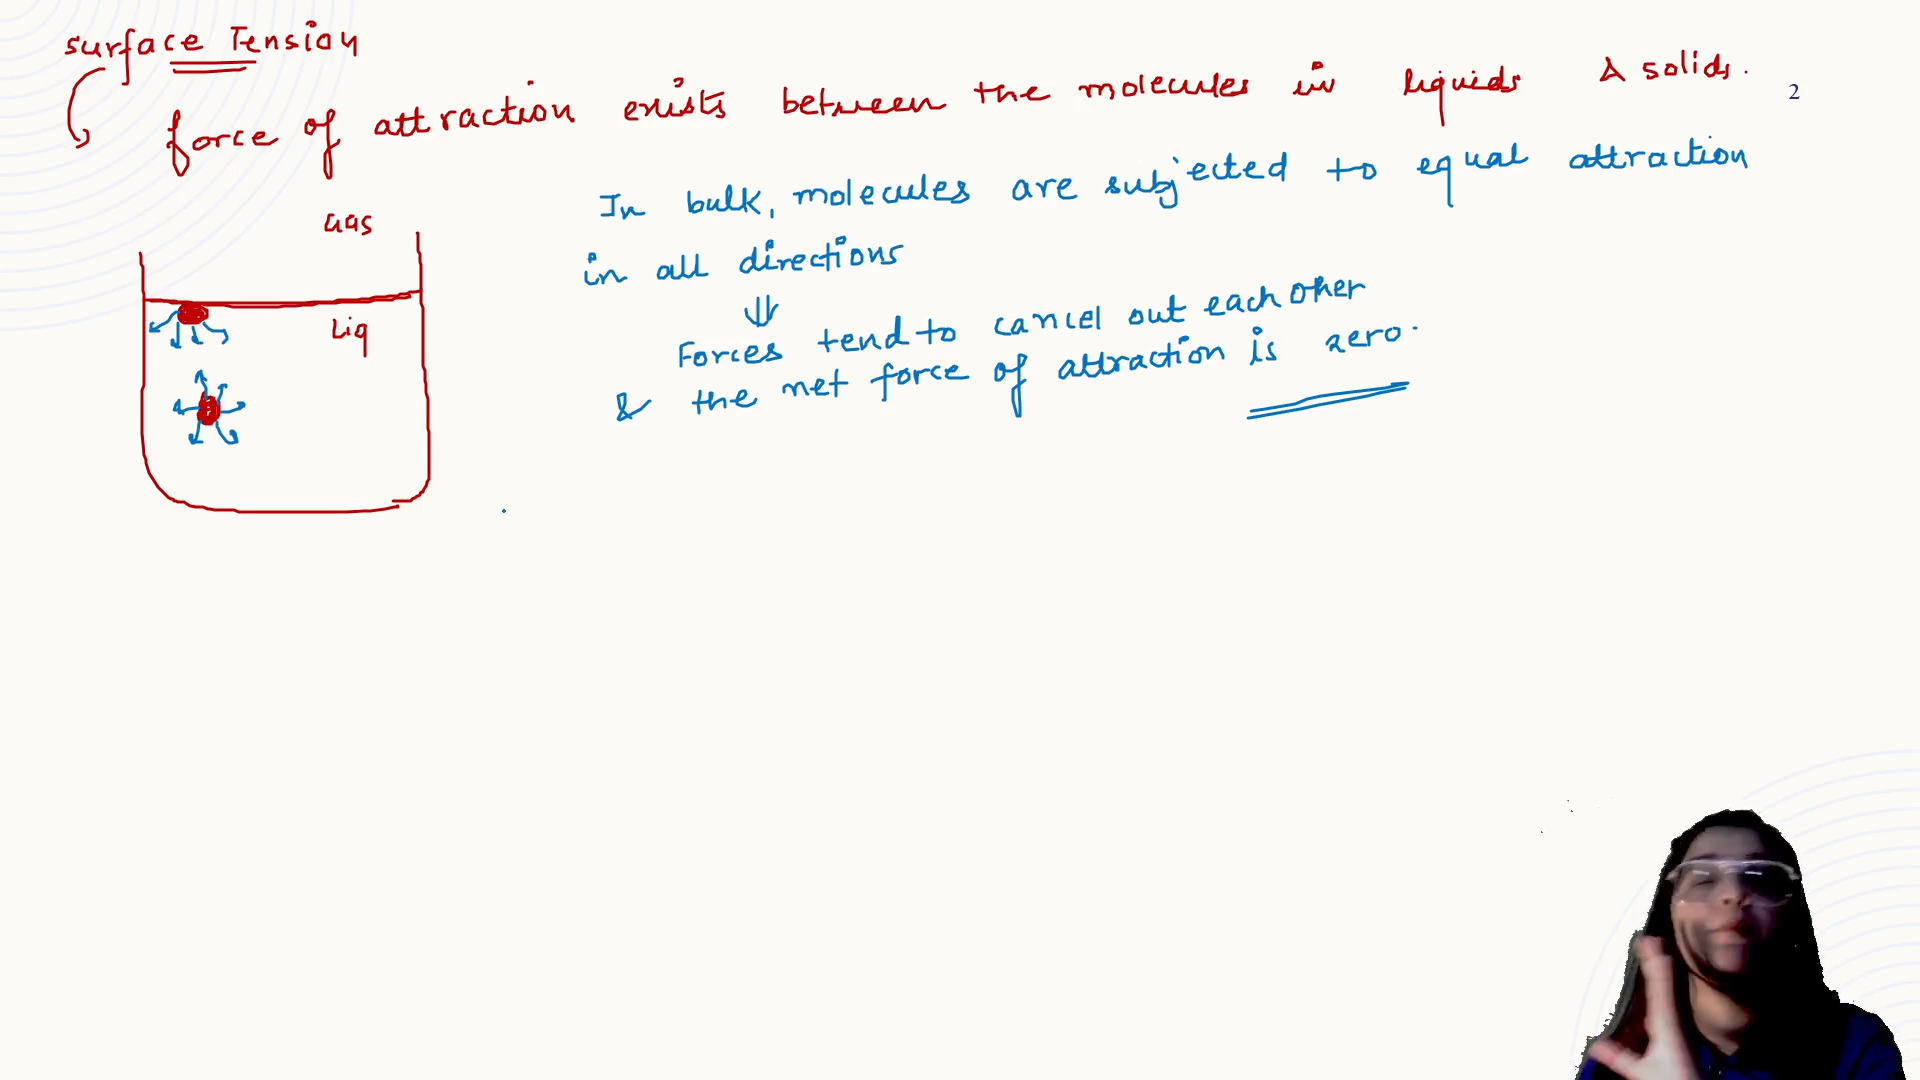 surface Tension
force of attraction exists between the molecules in liquids & solids.
2
In bulk, molecules are subjected to equal attraction
in all directions
⇓
Forces tend to cancel out each other
& the net force of attraction is zero.
Gas
Liq